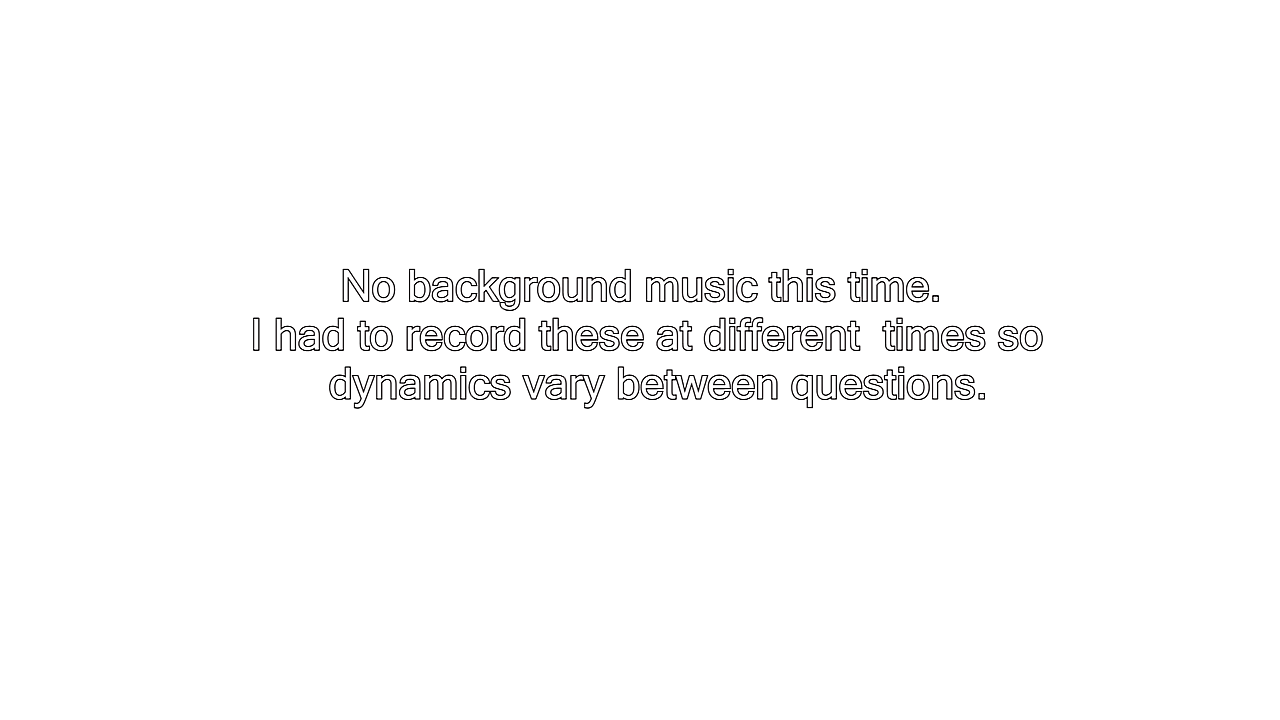 No background music this time.
I had to record these at different  times so
dynamics vary between questions.